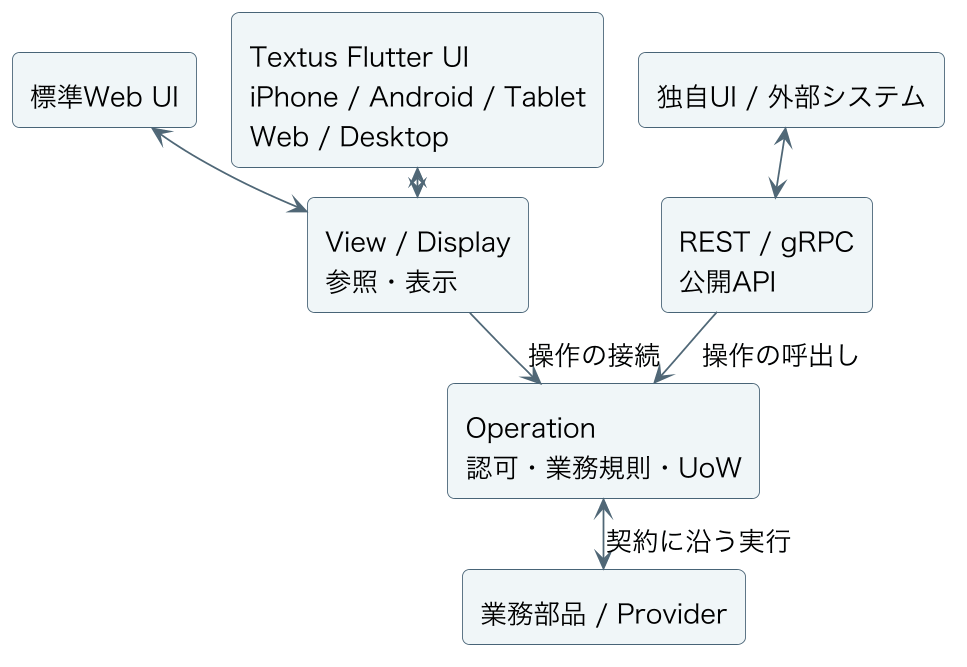 標準Web UI
Textus Flutter UI
iPhone / Android / Tablet
Web / Desktop
独自UI / 外部システム
View / Display
参照・表示
REST / gRPC
公開API
操作の接続
操作の呼出し
Operation
認可・業務規則・UoW
契約に沿う実行
業務部品 / Provider